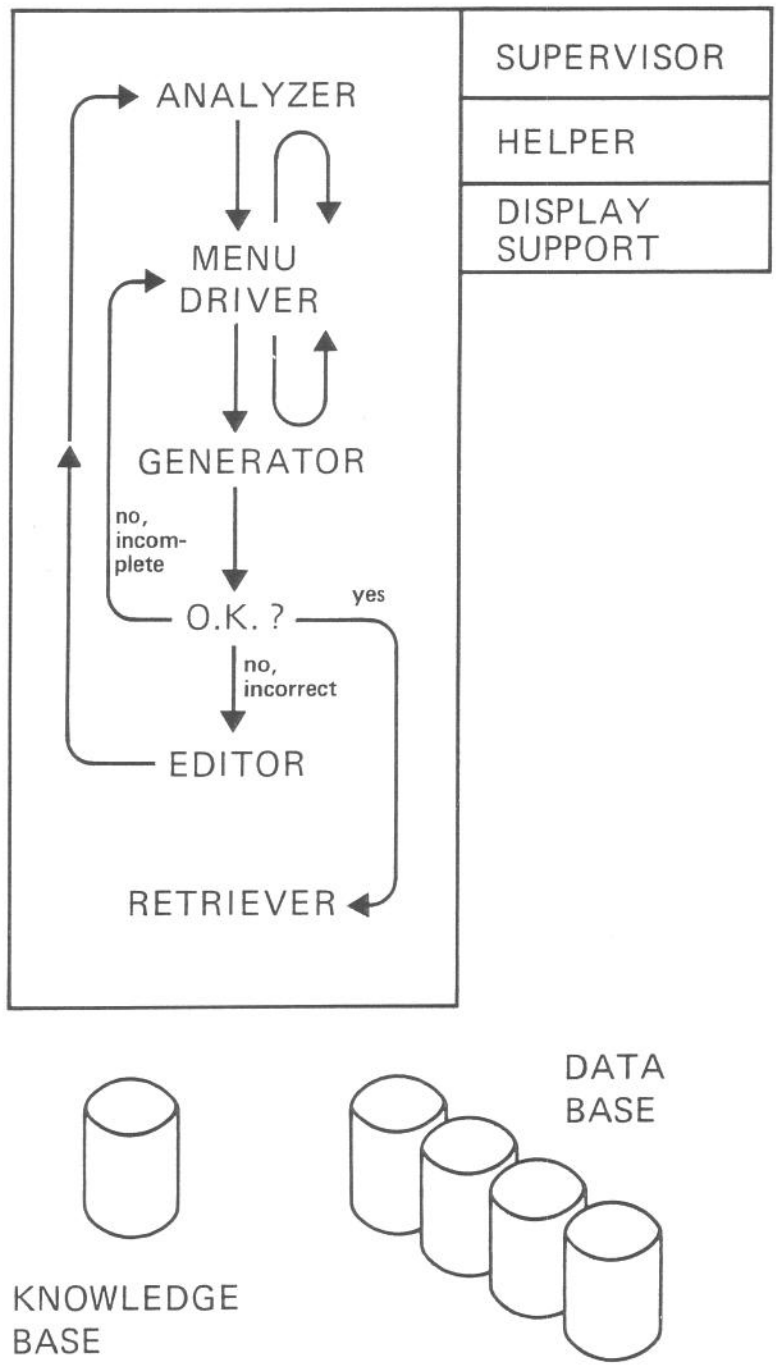 SUPERVISOR
ANALYZER
HELPER
DISPLAY
SUPPORT
MENU
DRIVER
GENERATOR
no,
incom-
plete
O.K. ?
yes
no,
incorrect
EDITOR
RETRIEVER
DATA
BASE
KNOWLEDGE
BASE